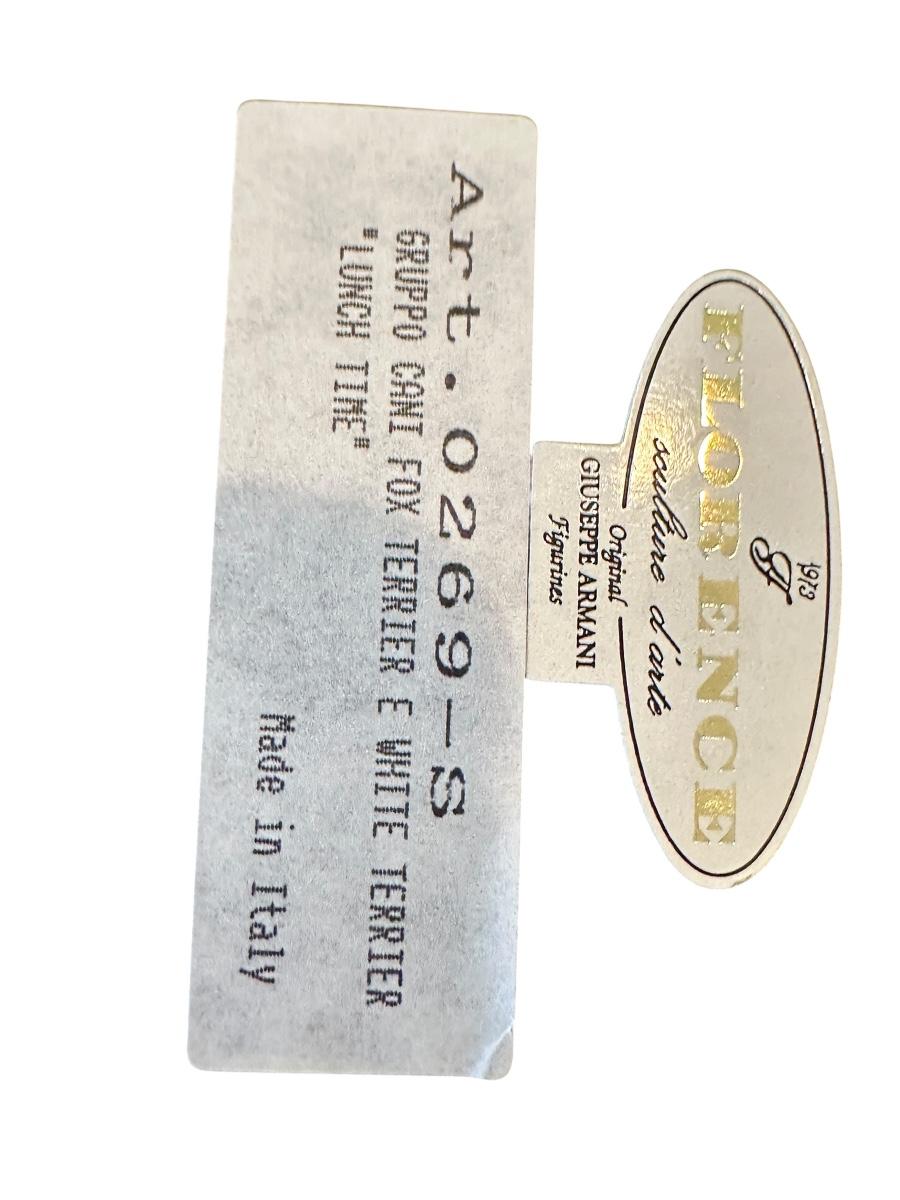 1973
FLORENCE
sculture d'arte
Original
GIUSEPPE ARMANI
Figurines
Art.0269-S
GRUPPO CANI FOX TERRIER E WHITE TERRIER
"LUNCH TIME"
Made in Italy